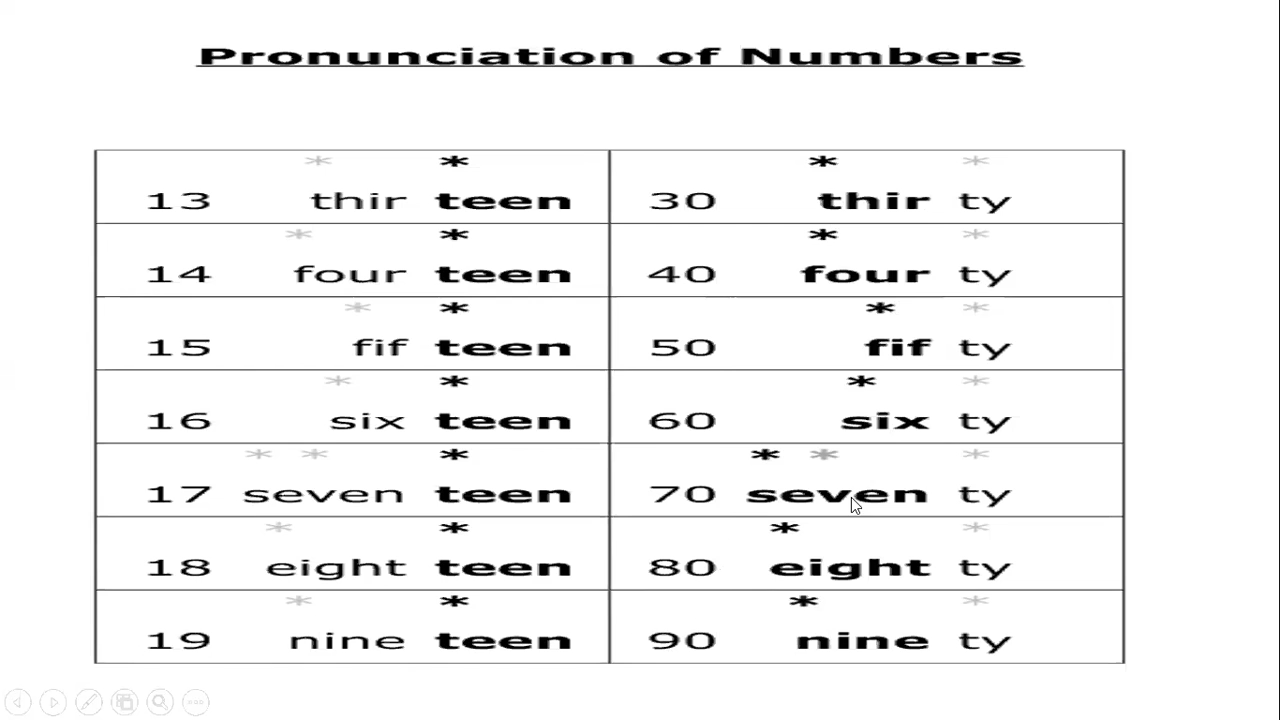 Pronunciation of Numbers
* * * *
13 thir teen 30 thir ty
* * * *
14 four teen 40 four ty
* * * *
15 fif teen 50 fif ty
* * * *
16 six teen 60 six ty
* * * * * *
17 seven teen 70 seven ty
* * * *
18 eight teen 80 eight ty
* * * *
19 nine teen 90 nine ty